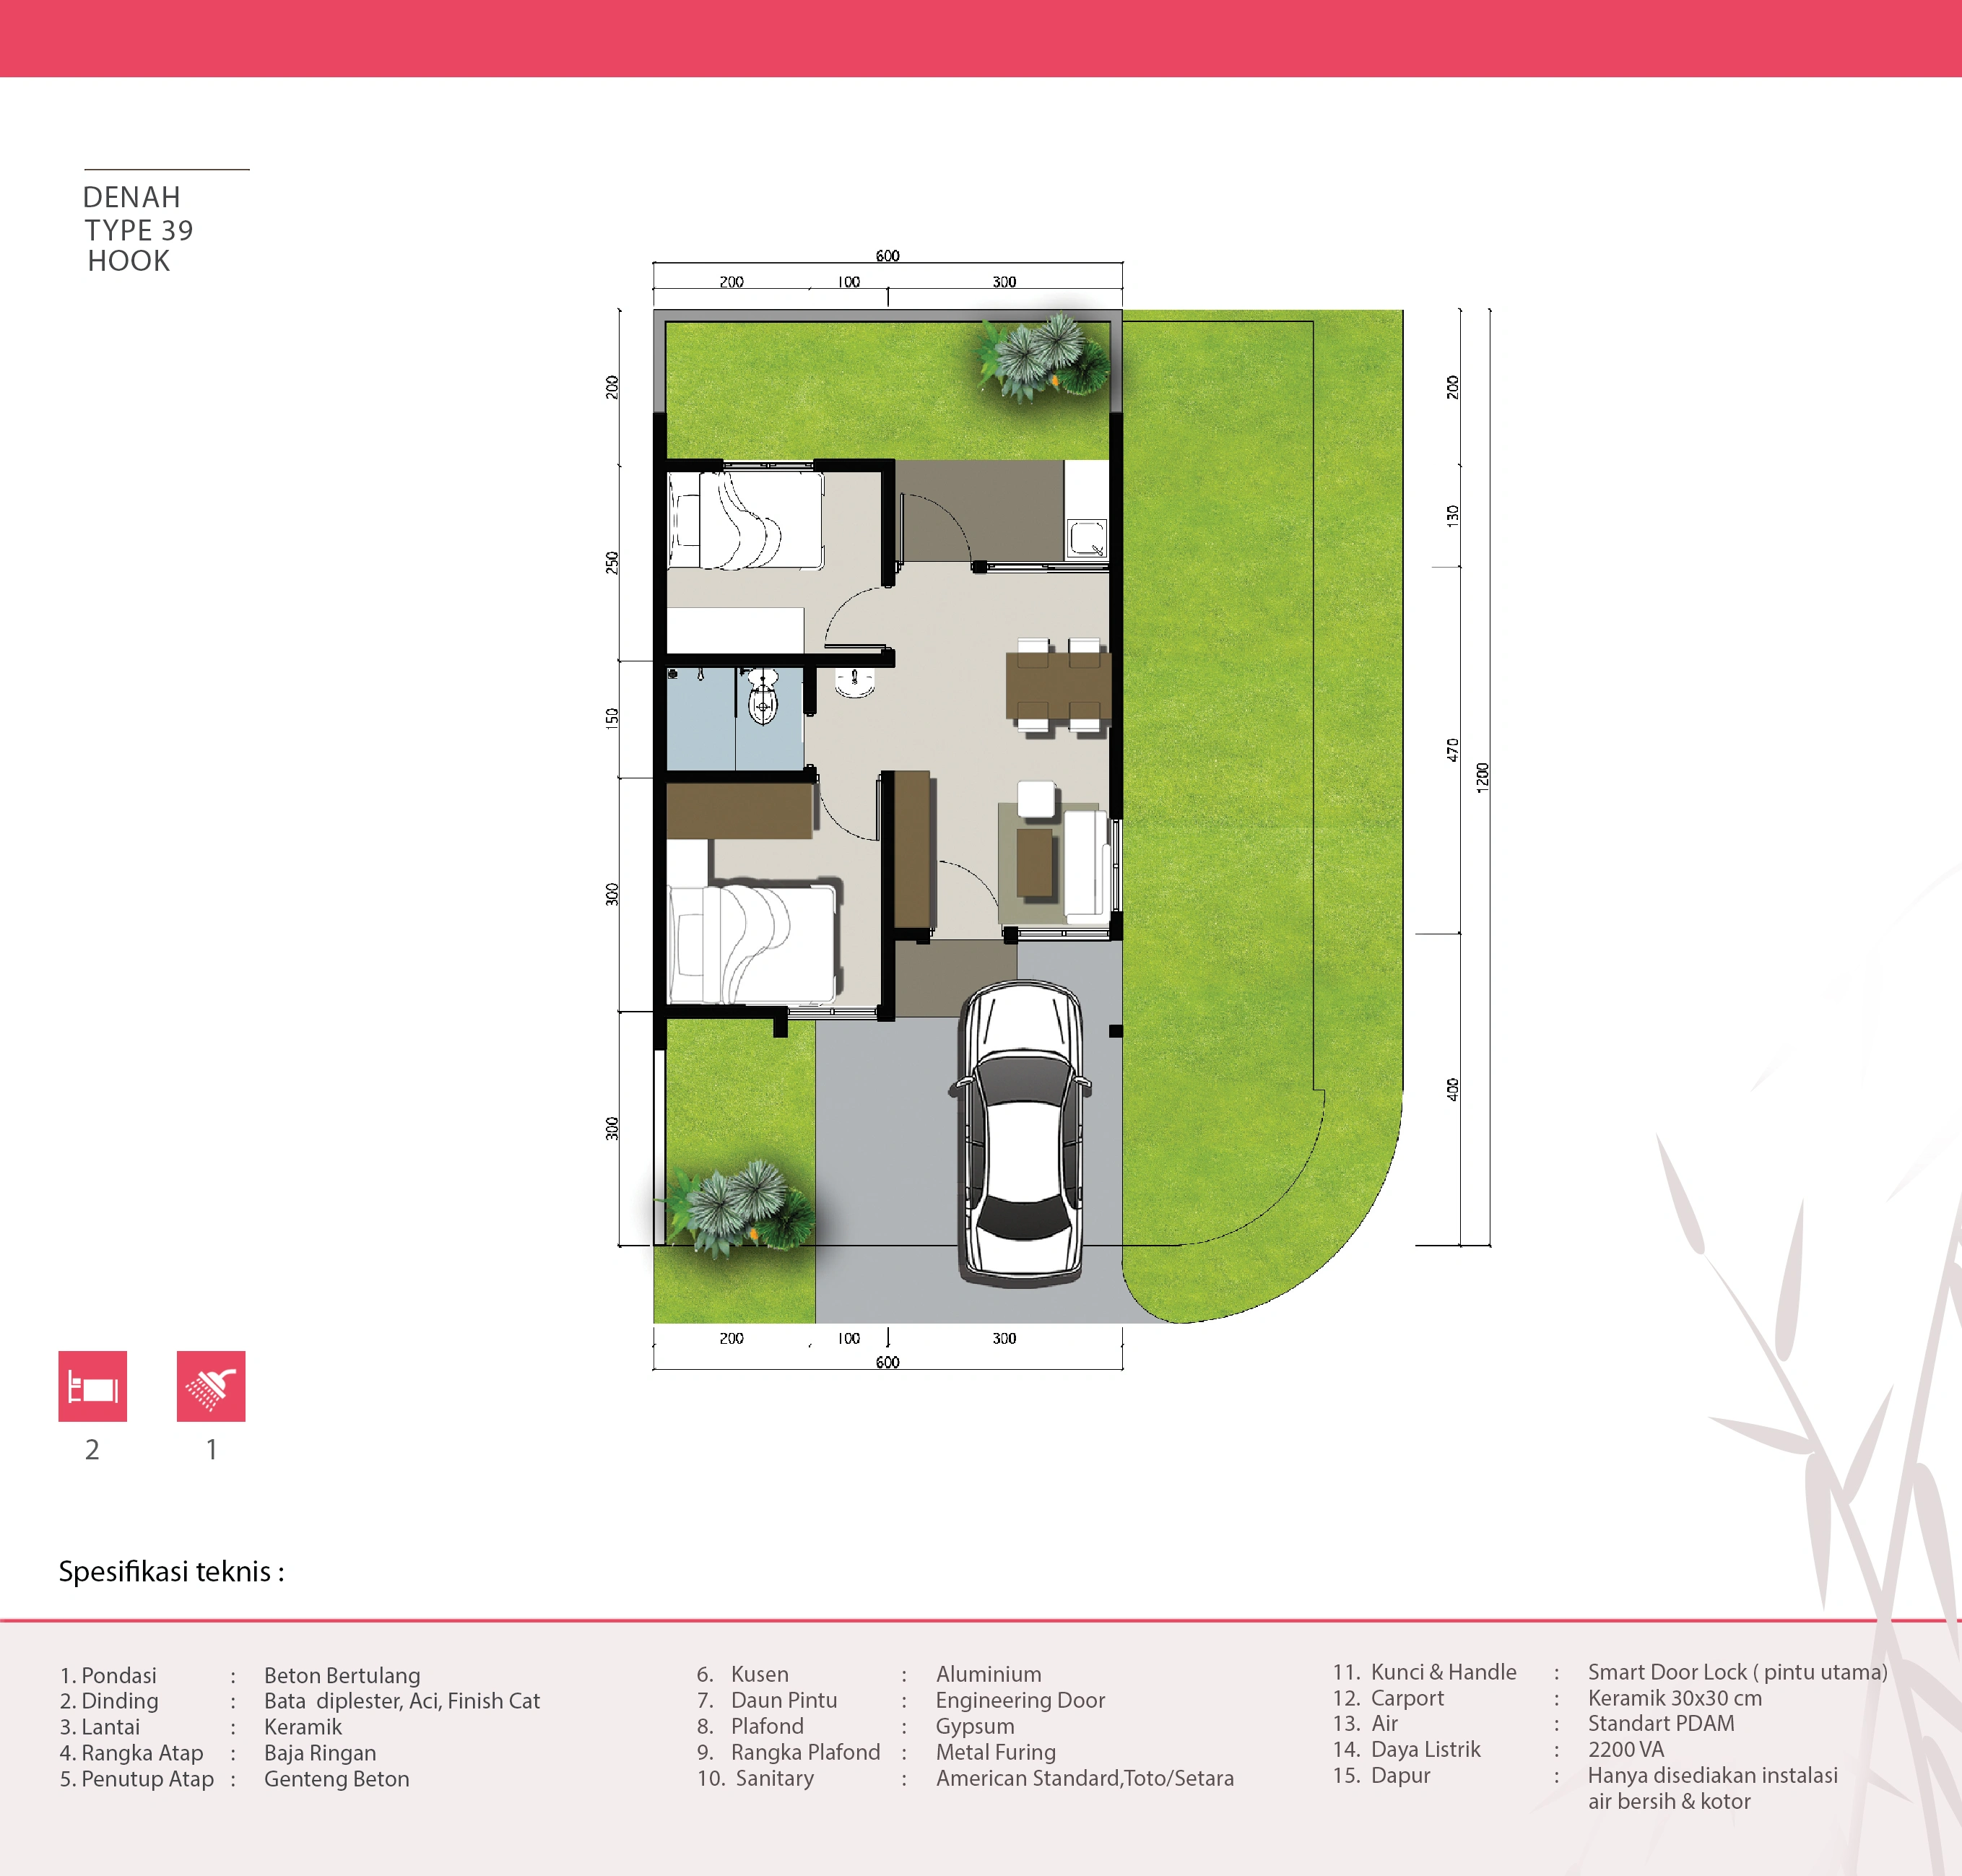 DENAH
TYPE 39
HOOK
600
200 100 300
200
250
150
300
300
200
130
470
400
1200
200 100 300
600
2 1
Spesifikasi teknis :
1. Pondasi : Beton Bertulang
2. Dinding : Bata diplester, Aci, Finish Cat
3. Lantai : Keramik
4. Rangka Atap : Baja Ringan
5. Penutup Atap : Genteng Beton
6. Kusen : Aluminium
7. Daun Pintu : Engineering Door
8. Plafond : Gypsum
9. Rangka Plafond : Metal Furing
10. Sanitary : American Standard,Toto/Setara
11. Kunci & Handle : Smart Door Lock ( pintu utama)
12. Carport : Keramik 30x30 cm
13. Air : Standart PDAM
14. Daya Listrik : 2200 VA
15. Dapur : Hanya disediakan instalasi
air bersih & kotor